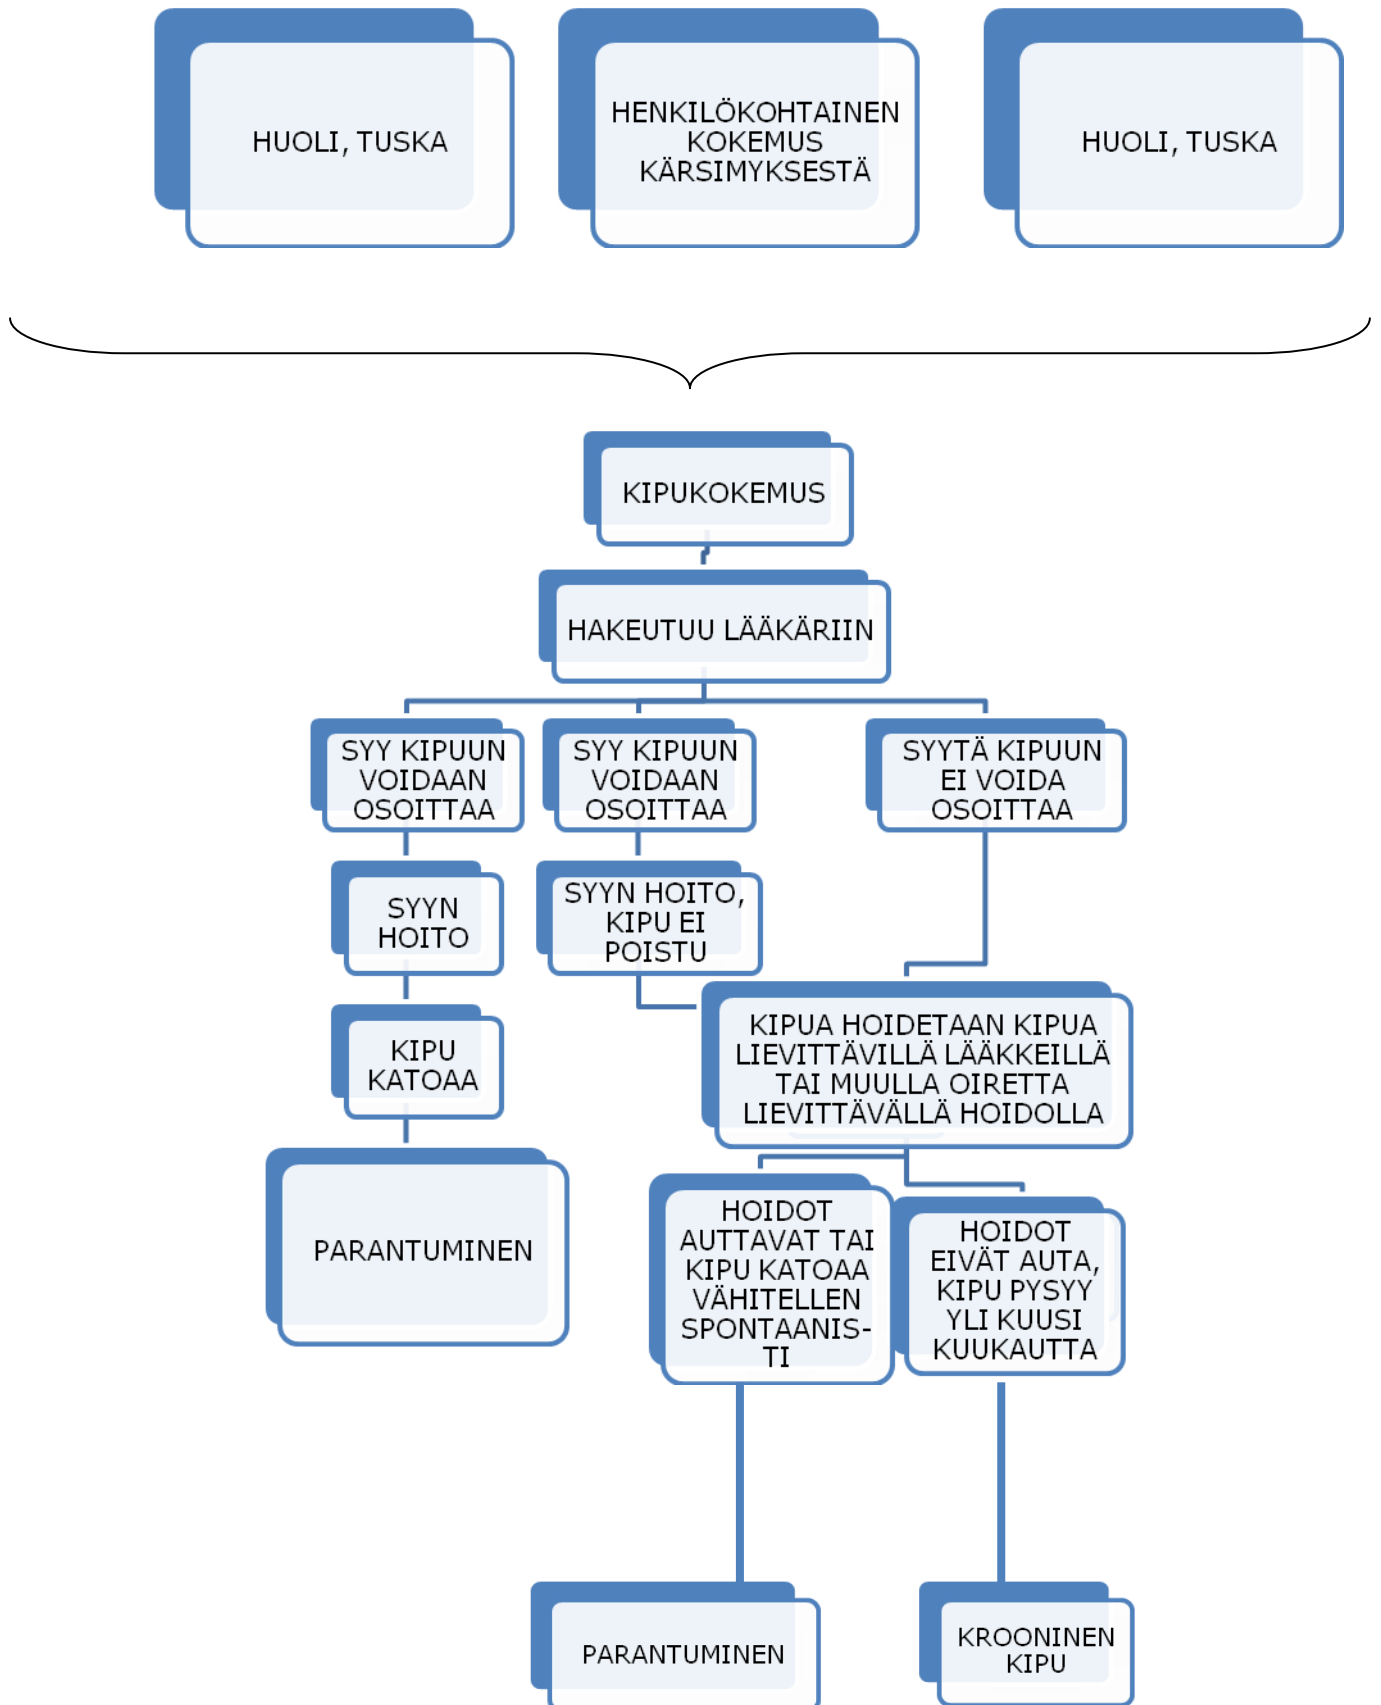 HUOLI, TUSKA
HENKILÖKOHTAINEN
KOKEMUS
KÄRSIMYKSESTÄ
HUOLI, TUSKA
KIPUKOKEMUS
HAKEUTUU LÄÄKÄRIIN
SYY KIPUUN
VOIDAAN
OSOITTAA
SYY KIPUUN
VOIDAAN
OSOITTAA
SYYTÄ KIPUUN
EI VOIDA
OSOITTAA
SYYN
HOITO
SYYN HOITO,
KIPU EI
POISTU
KIPU
KATOAA
KIPUA HOIDETAAN KIPUA
LIEVITTÄVILLÄ LÄÄKKEILLÄ
TAI MUULLA OIRETTA
LIEVITTÄVÄLLÄ HOIDOLLA
PARANTUMINEN
HOIDOT
AUTTAVAT TAI
KIPU KATOAA
VÄHITELLEN
SPONTAANIS-
TI
HOIDOT
EIVÄT AUTA,
KIPU PYSYY
YLI KUUSI
KUUKAUTTA
PARANTUMINEN
KROONINEN
KIPU